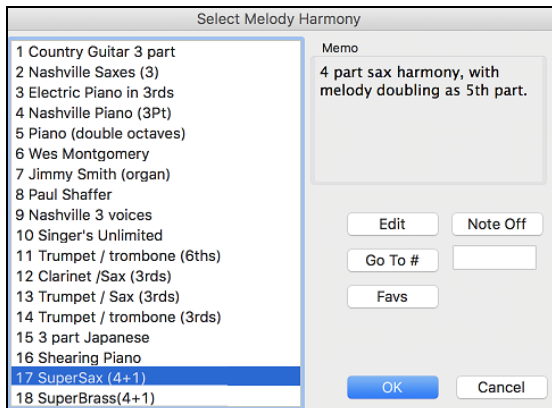 Select Melody Harmony
1 Country Guitar 3 part
2 Nashville Saxes (3)
3 Electric Piano in 3rds
4 Nashville Piano (3Pt)
5 Piano (double octaves)
6 Wes Montgomery
7 Jimmy Smith (organ)
8 Paul Shaffer
9 Nashville 3 voices
10 Singer's Unlimited
11 Trumpet / trombone (6ths)
12 Clarinet /Sax (3rds)
13 Trumpet / Sax (3rds)
14 Trumpet / trombone (3rds)
15 3 part Japanese
16 Shearing Piano
17 SuperSax (4+1)
18 SuperBrass(4+1)
Memo
4 part sax harmony, with
melody doubling as 5th part.
Edit
Note Off
Go To #
Favs
OK
Cancel